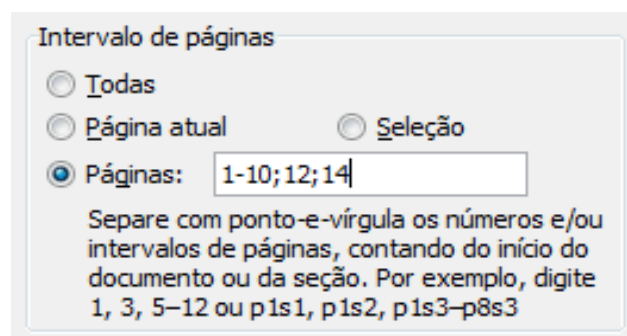 Intervalo de páginas
Todas
Página atual Seleção
Páginas: 1-10;12;14
Separe com ponto-e-vírgula os números e/ou
intervalos de páginas, contando do início do
documento ou da seção. Por exemplo, digite
1, 3, 5–12 ou p1s1, p1s2, p1s3–p8s3